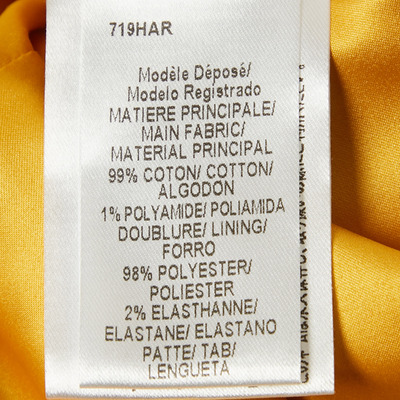 719HAR
Modèle Déposé/
Modelo Registrado
MATIERE PRINCIPALE/
MAIN FABRIC/
MATERIAL PRINCIPAL
99% COTON/ COTTON/
ALGODON
1% POLYAMIDE/ POLIAMIDA
DOUBLURE/ LINING/
FORRO
98% POLYESTER/
POLIESTER
2% ELASTHANNE/
ELASTANE/ ELASTANO
PATTE/ TAB/
LENGUETA